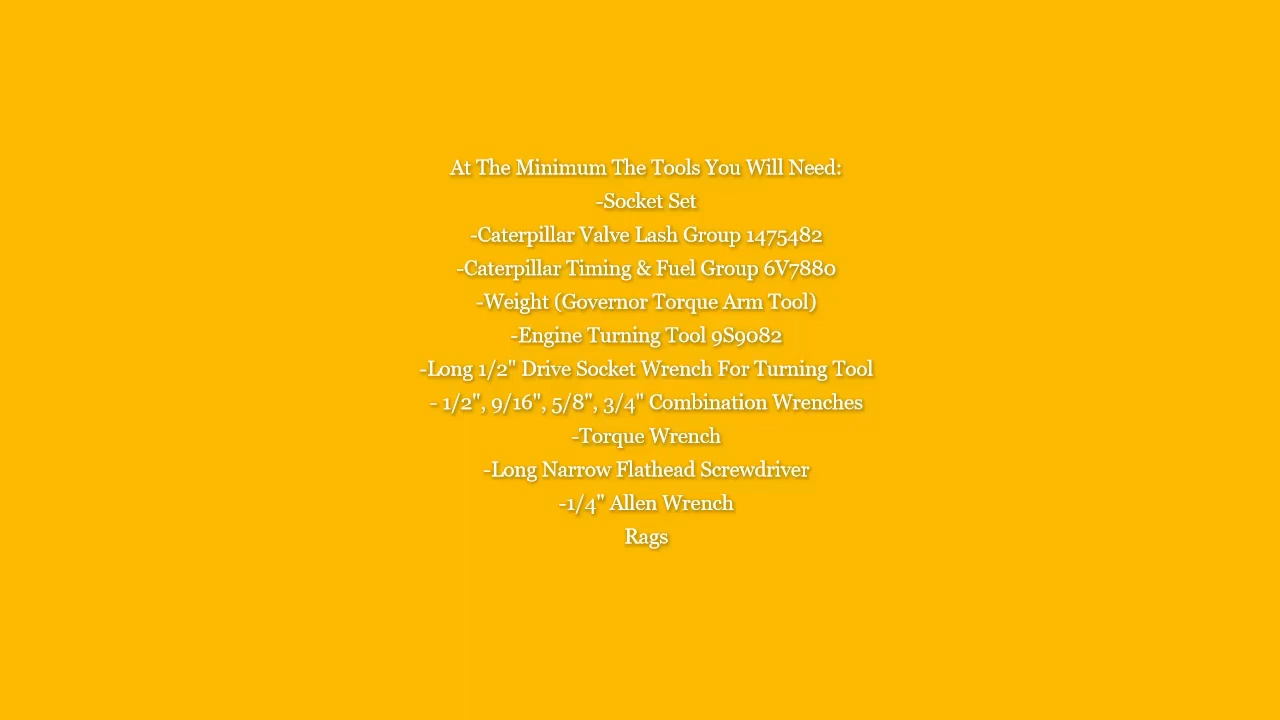 At The Minimum The Tools You Will Need:
-Socket Set
-Caterpillar Valve Lash Group 1475482
-Caterpillar Timing & Fuel Group 6V7880
-Weight (Governor Torque Arm Tool)
-Engine Turning Tool 9S9082
-Long 1/2" Drive Socket Wrench For Turning Tool
- 1/2", 9/16", 5/8", 3/4" Combination Wrenches
-Torque Wrench
-Long Narrow Flathead Screwdriver
-1/4" Allen Wrench
Rags